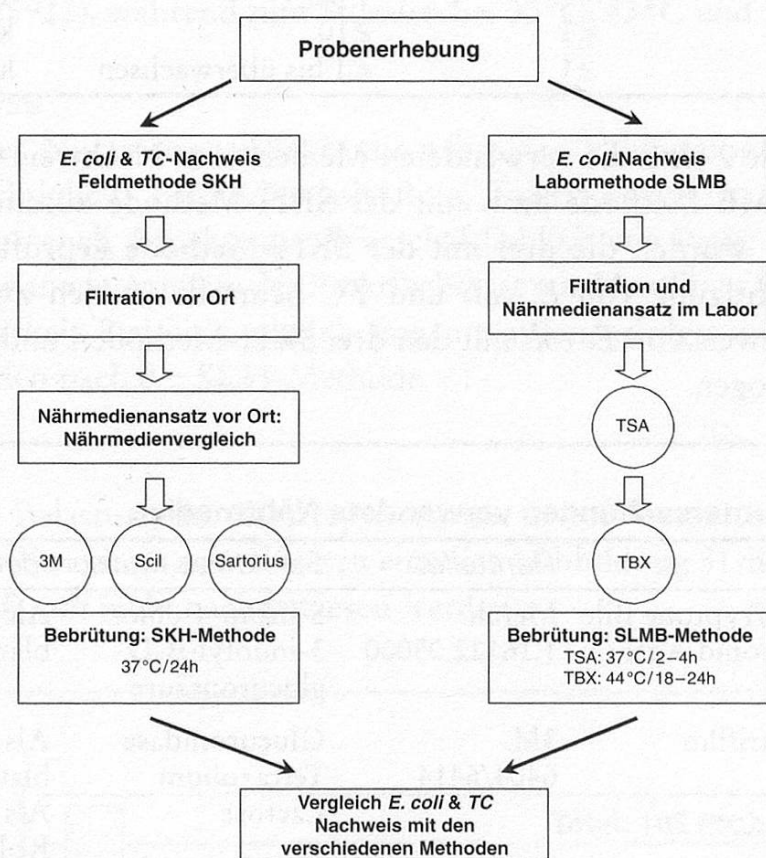 Probenerhebung
E. coli & TC-Nachweis
Feldmethode SKH
E. coli-Nachweis
Labormethode SLMB
Filtration vor Ort
Filtration und
Nährmedienansatz im Labor
Nährmedienansatz vor Ort:
Nährmedienvergleich
TSA
3M
Scil
Sartorius
TBX
Bebrütung: SKH-Methode
37°C/24h
Bebrütung: SLMB-Methode
TSA: 37°C/2–4h
TBX: 44°C/18–24h
Vergleich E. coli & TC
Nachweis mit den
verschiedenen Methoden